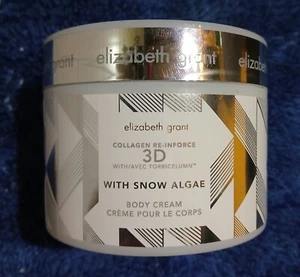 elizabeth grant
elizabeth grant
COLLAGEN RE-INFORCE
3D
WITH/AVEC TORRICELUMN™
WITH SNOW ALGAE
BODY CREAM
CRÈME POUR LE CORPS